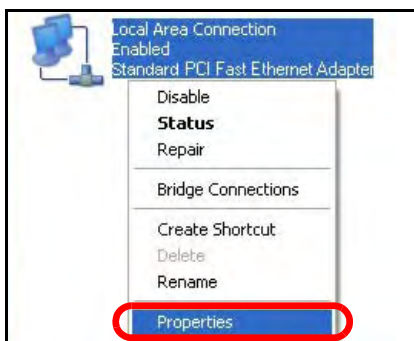 Local Area Connection
Enabled
Standard PCI Fast Ethernet Adapter
Disable
Status
Repair
Bridge Connections
Create Shortcut
Delete
Rename
Properties